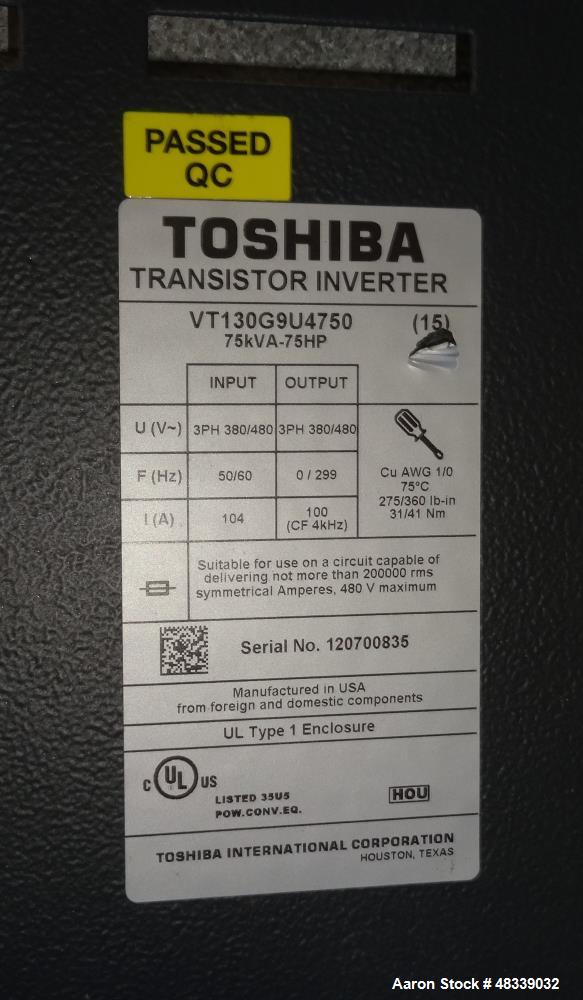 PASSED
QC
TOSHIBA
TRANSISTOR INVERTER
VT130G9U4750 (15)
75kVA-75HP
INPUT OUTPUT
U (V~) 3PH 380/480 3PH 380/480
F (Hz) 50/60 0 / 299
I (A) 104 100
(CF 4kHz)
Cu AWG 1/0
75°C
275/360 lb-in
31/41 Nm
Suitable for use on a circuit capable of
delivering not more than 200000 rms
symmetrical Amperes, 480 V maximum
Serial No. 120700835
Manufactured in USA
from foreign and domestic components
UL Type 1 Enclosure
C UL US
LISTED 35U5
POW.CONV.EQ.
HOU
TOSHIBA INTERNATIONAL CORPORATION
HOUSTON, TEXAS
Aaron Stock # 48339032